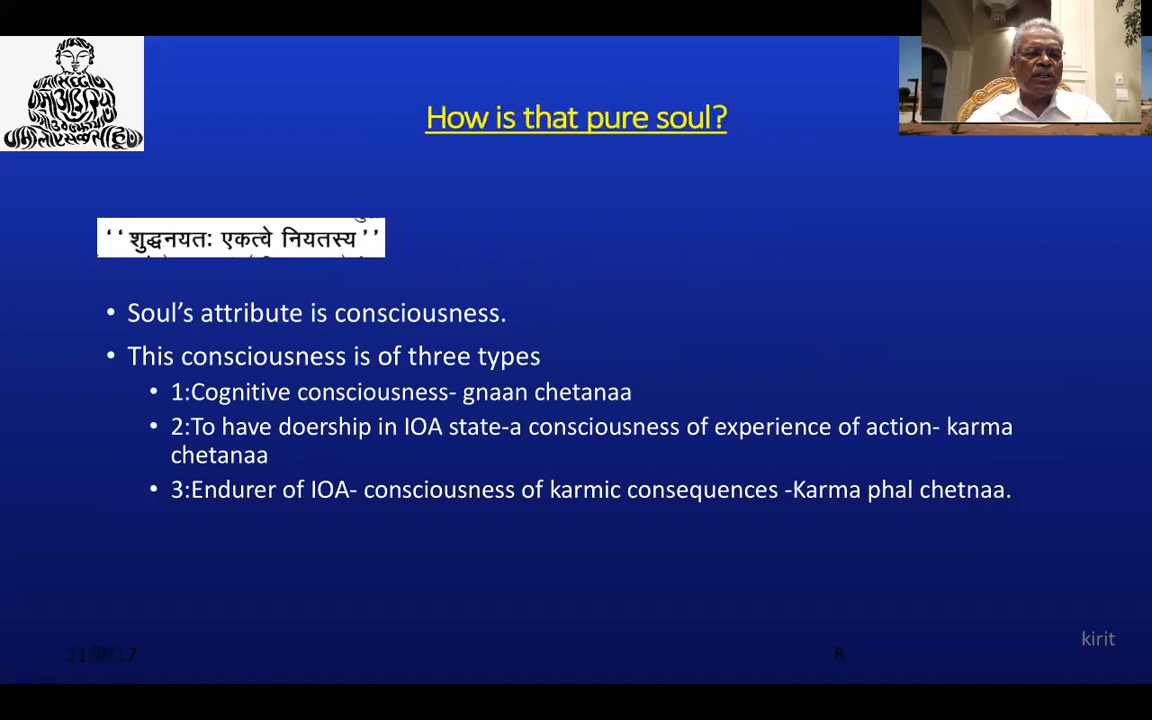 How is that pure soul?
‘‘शुद्धनयतः एकत्वे नियतस्य’’
• Soul’s attribute is consciousness.
• This consciousness is of three types
• 1:Cognitive consciousness- gnaan chetanaa
• 2:To have doership in IOA state-a consciousness of experience of action- karma
chetanaa
• 3:Endurer of IOA- consciousness of karmic consequences -Karma phal chetnaa.
kirit